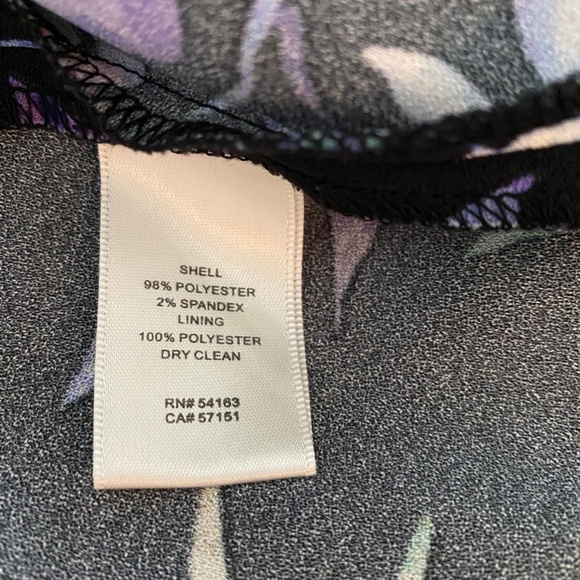 SHELL
98% POLYESTER
2% SPANDEX
LINING
100% POLYESTER
DRY CLEAN
RN# 54163
CA# 57151